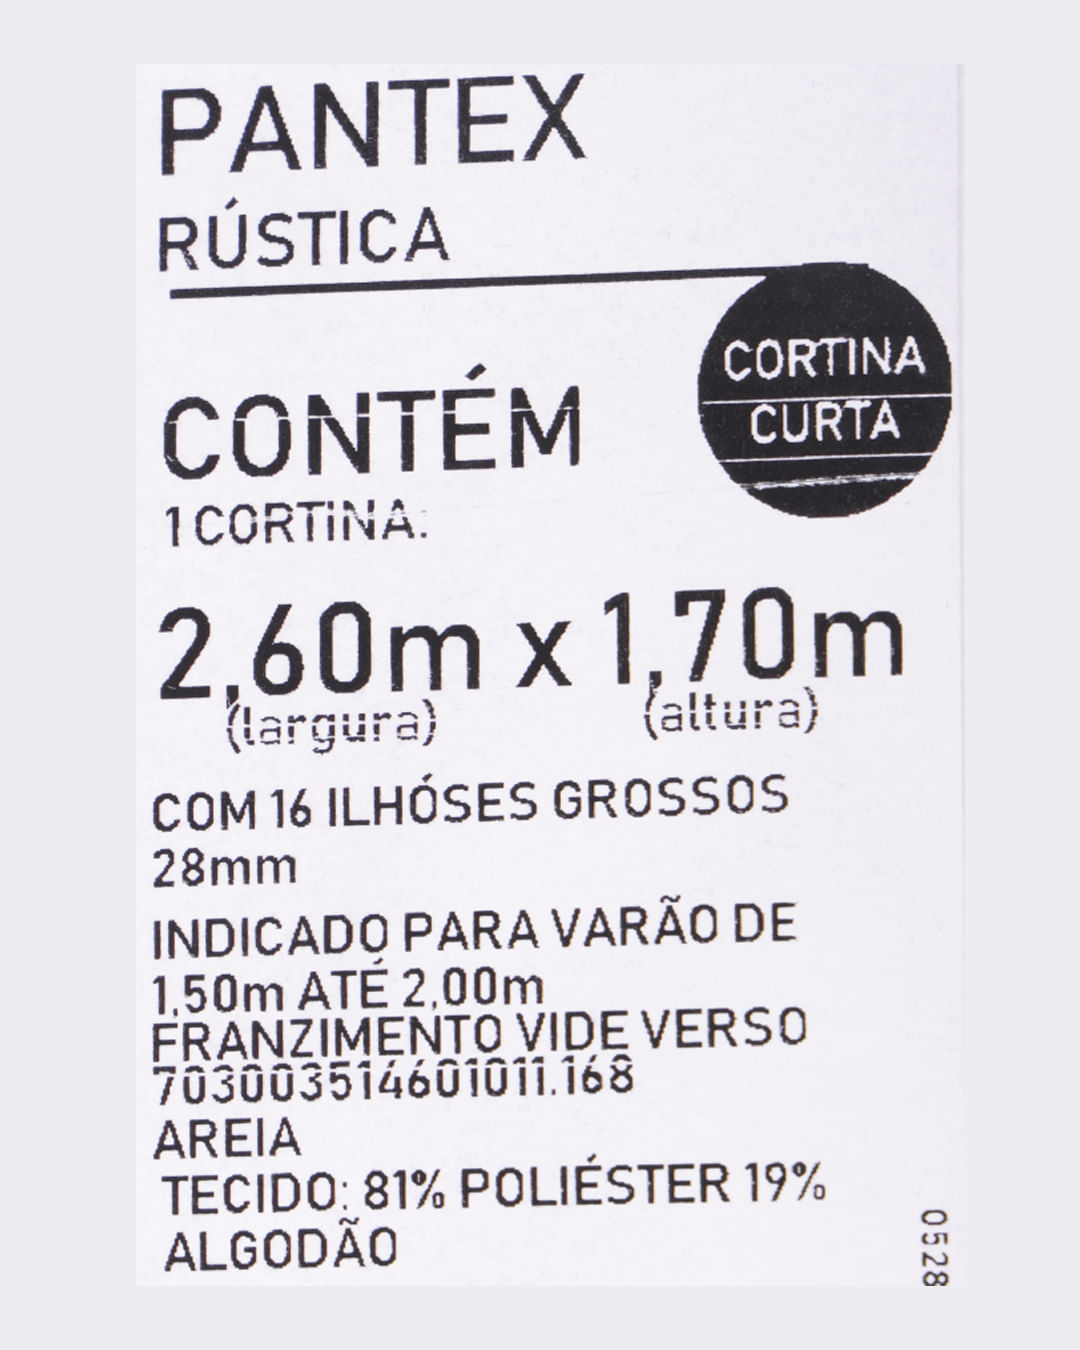 PANTEX
RÚSTICA
CORTINA
CURTA
CONTÉM
1 CORTINA.
2,60m x 1,70m
(largura) (altura)
COM 16 ILHÓSES GROSSOS
28mm
INDICADO PARA VARÃO DE
1,50m ATÉ 2,00m
FRANZIMENTO VIDE VERSO
703003514601011.168
AREIA
TECIDO: 81% POLIÉSTER 19%
ALGODÃO
0528